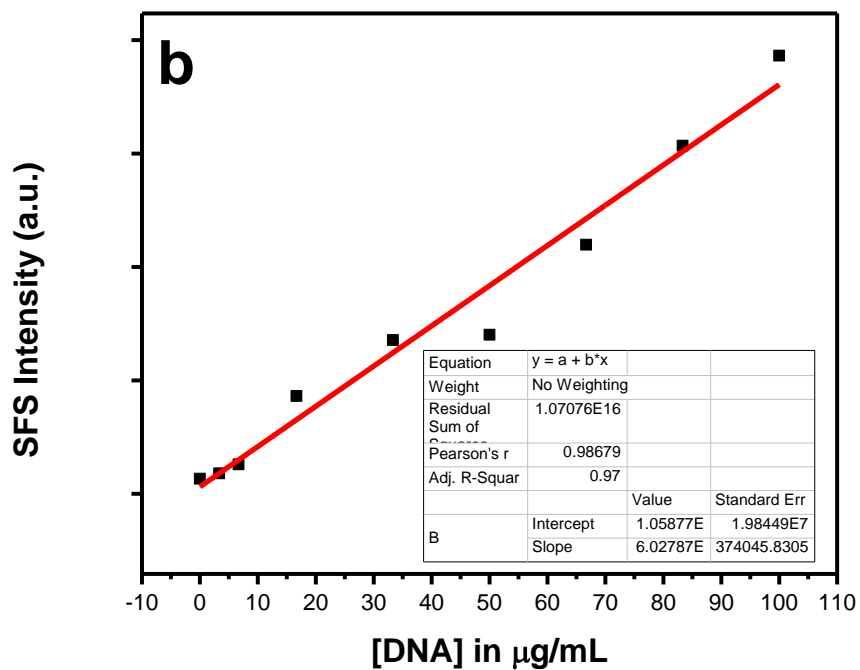 b
SFS Intensity (a.u.)
Equation y = a + b*x
Weight No Weighting
Residual 1.07076E16
Sum of
Squares
Pearson's r 0.98679
Adj. R-Squar 0.97
Value Standard Err
B Intercept 1.05877E 1.98449E7
Slope 6.02787E 374045.8305
-10 0 10 20 30 40 50 60 70 80 90 100 110
[DNA] in μg/mL